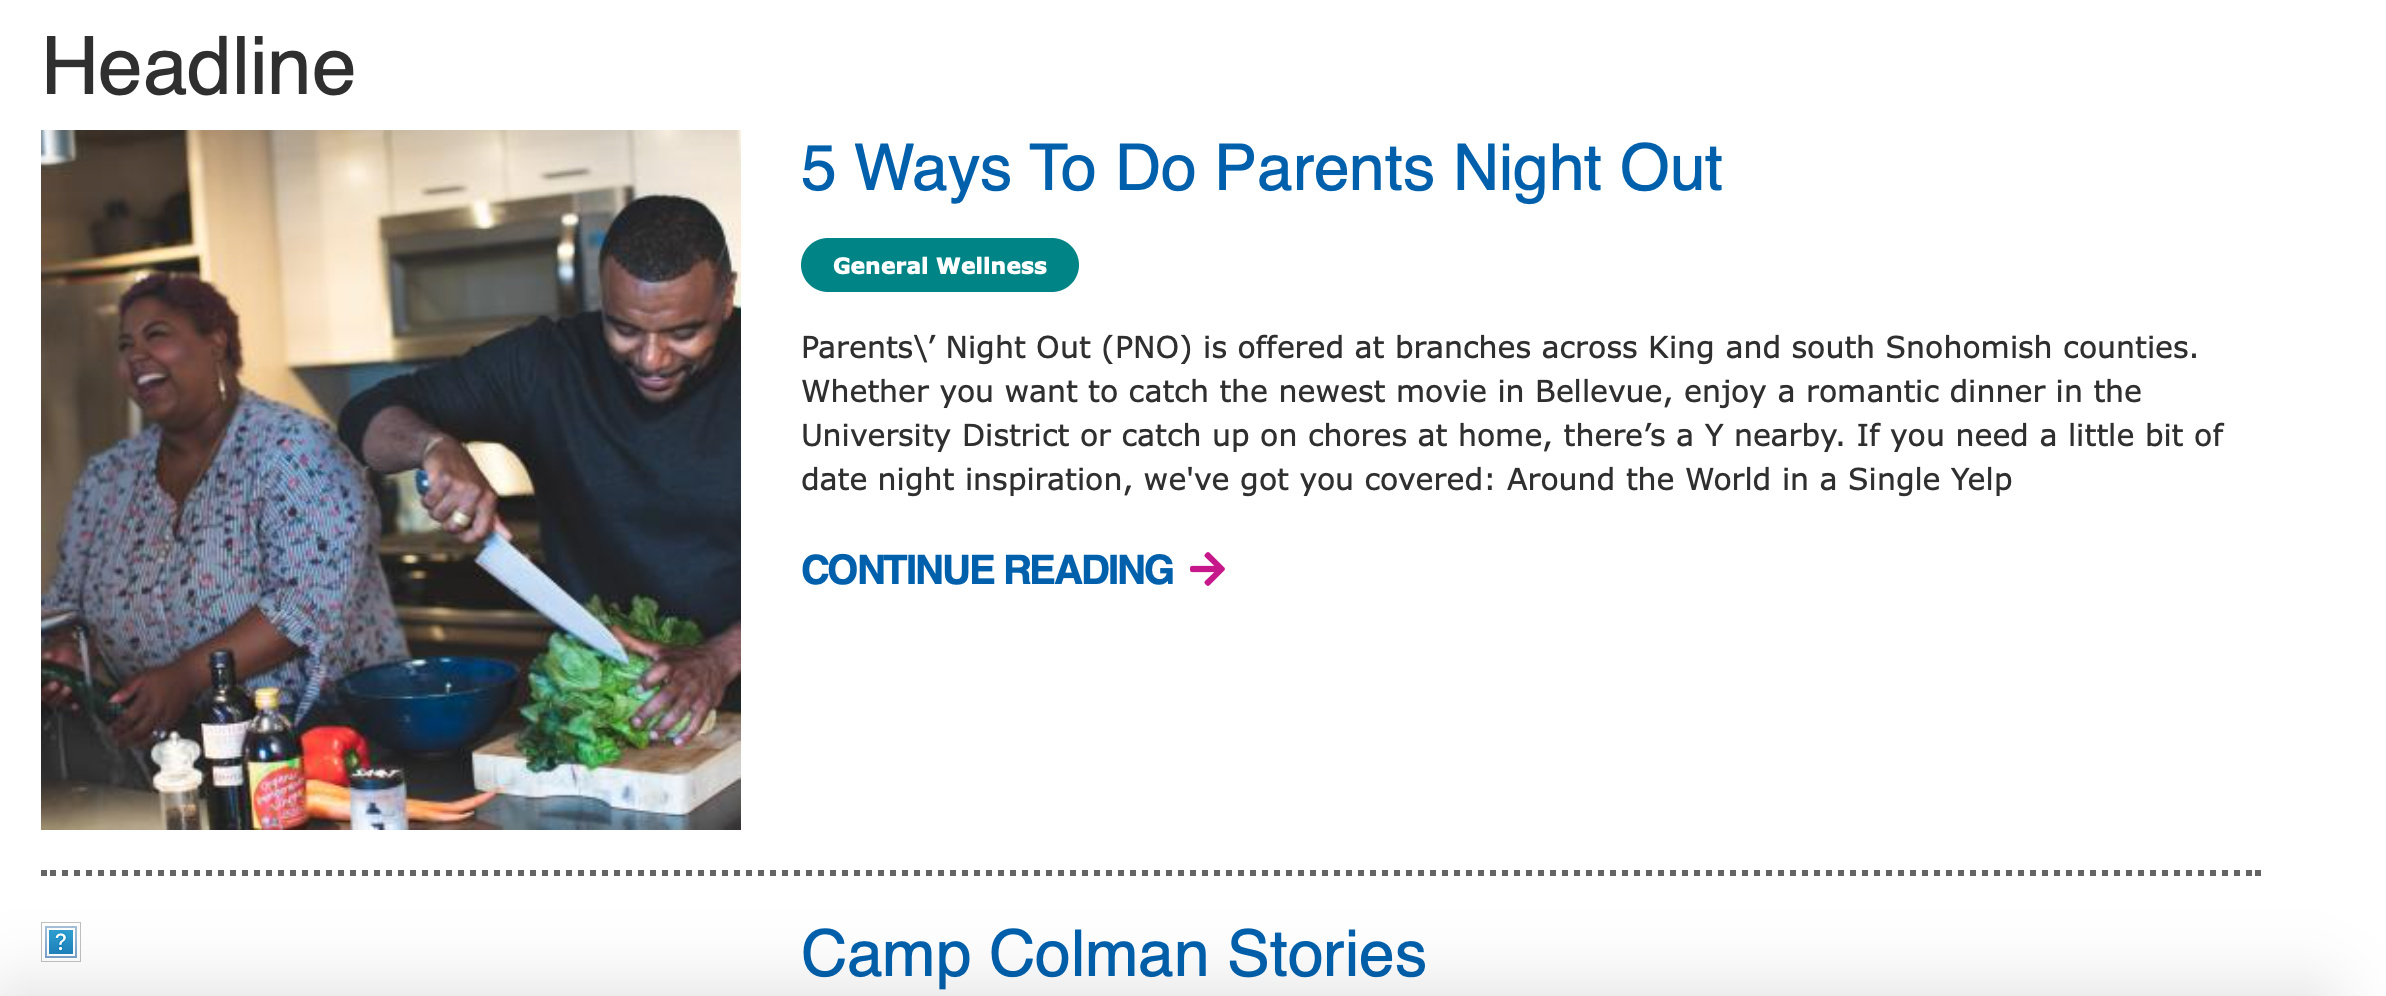 Headline
5 Ways To Do Parents Night Out
General Wellness
Parents\’ Night Out (PNO) is offered at branches across King and south Snohomish counties.
Whether you want to catch the newest movie in Bellevue, enjoy a romantic dinner in the
University District or catch up on chores at home, there’s a Y nearby. If you need a little bit of
date night inspiration, we've got you covered: Around the World in a Single Yelp
CONTINUE READING
?
Camp Colman Stories